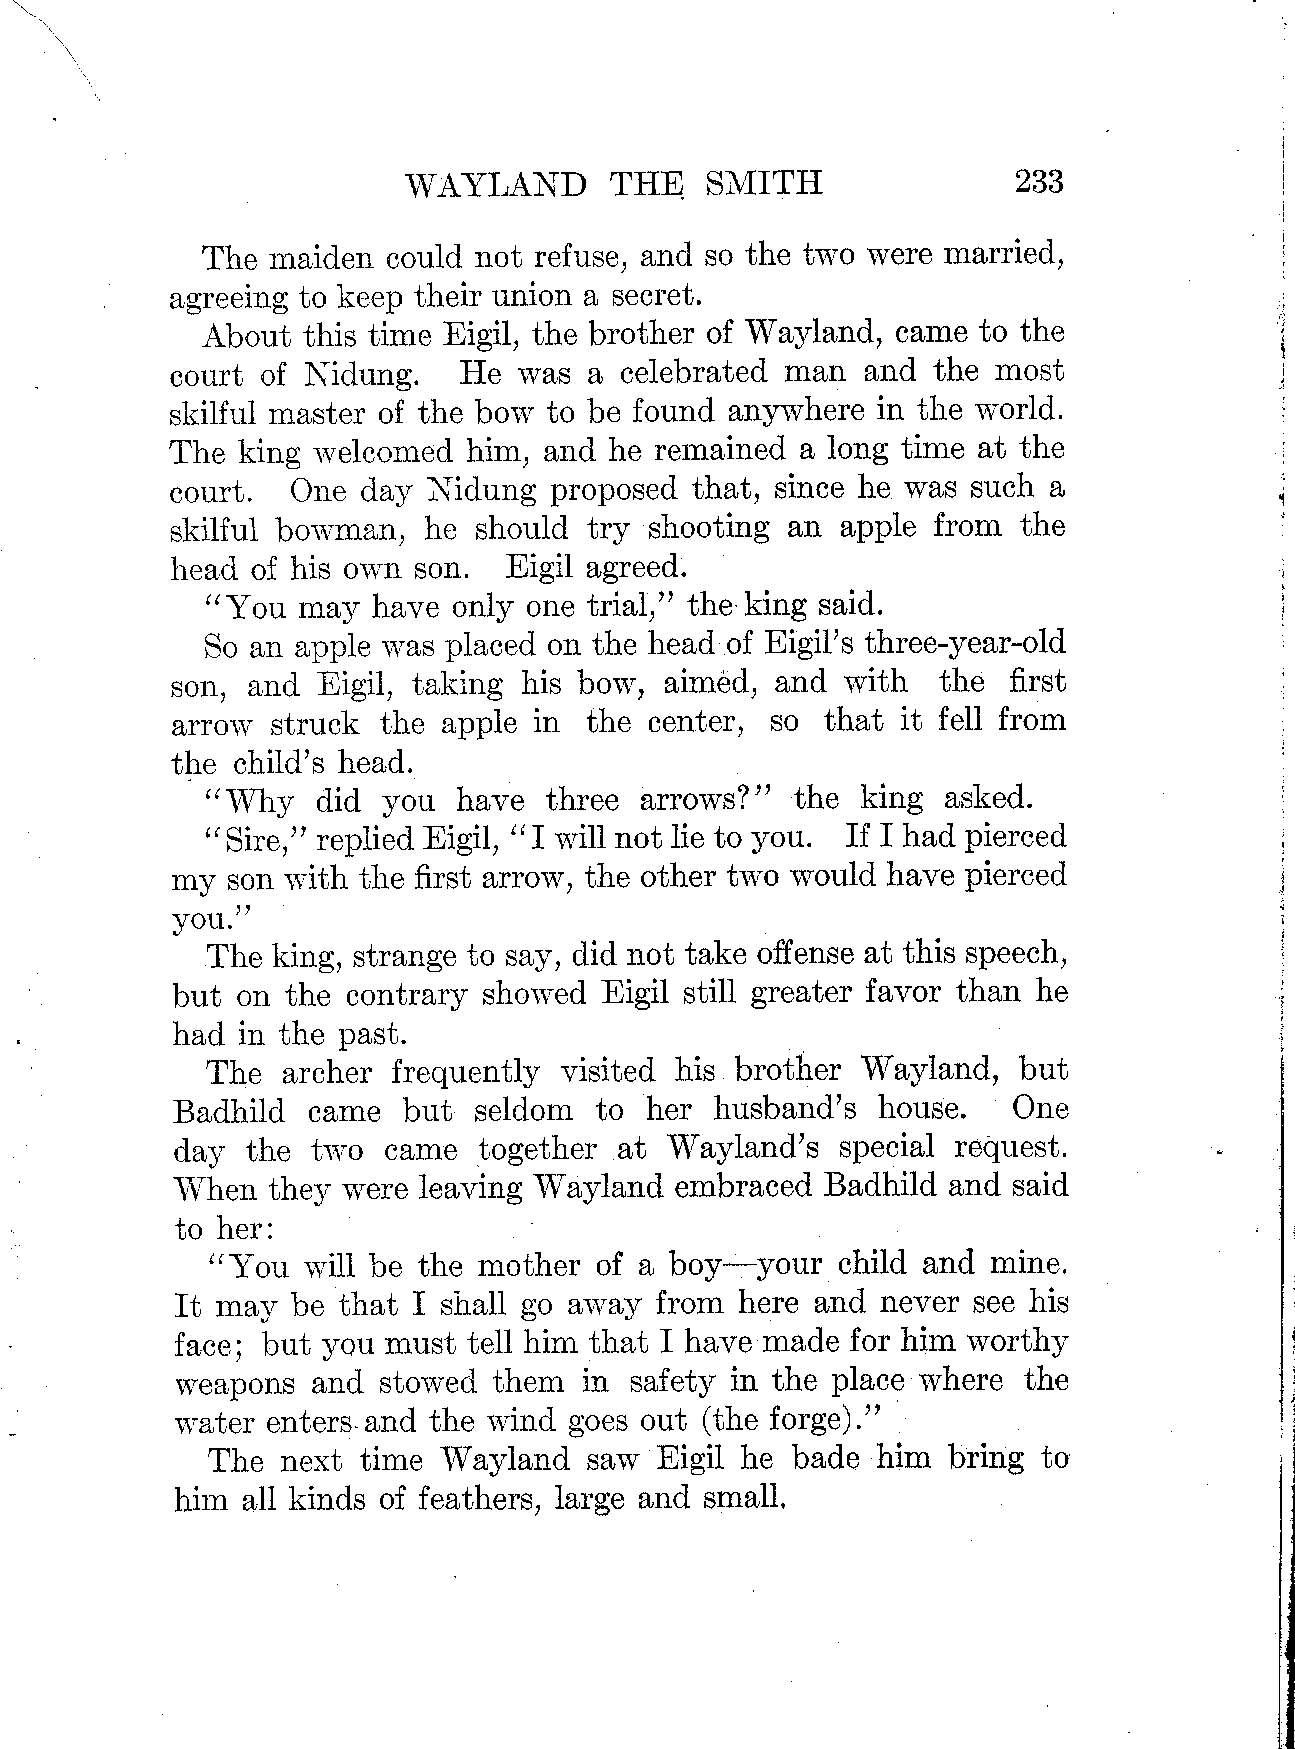 WAYLAND THE SMITH 233
The maiden could not refuse, and so the two were married,
agreeing to keep their union a secret.
About this time Eigil, the brother of Wayland, came to the
court of Nidung. He was a celebrated man and the most
skilful master of the bow to be found anywhere in the world.
The king welcomed him, and he remained a long time at the
court. One day Nidung proposed that, since he was such a
skilful bowman, he should try shooting an apple from the
head of his own son. Eigil agreed.
"You may have only one trial," the king said.
So an apple was placed on the head of Eigil's three-year-old
son, and Eigil, taking his bow, aimed, and with the first
arrow struck the apple in the center, so that it fell from
the child's head.
"Why did you have three arrows?" the king asked.
"Sire," replied Eigil, "I will not lie to you. If I had pierced
my son with the first arrow, the other two would have pierced
you."
The king, strange to say, did not take offense at this speech,
but on the contrary showed Eigil still greater favor than he
had in the past.
The archer frequently visited his brother Wayland, but
Badhild came but seldom to her husband's house. One
day the two came together at Wayland's special request.
When they were leaving Wayland embraced Badhild and said
to her:
"You will be the mother of a boy—your child and mine.
It may be that I shall go away from here and never see his
face; but you must tell him that I have made for him worthy
weapons and stowed them in safety in the place where the
water enters and the wind goes out (the forge)."
The next time Wayland saw Eigil he bade him bring to
him all kinds of feathers, large and small.